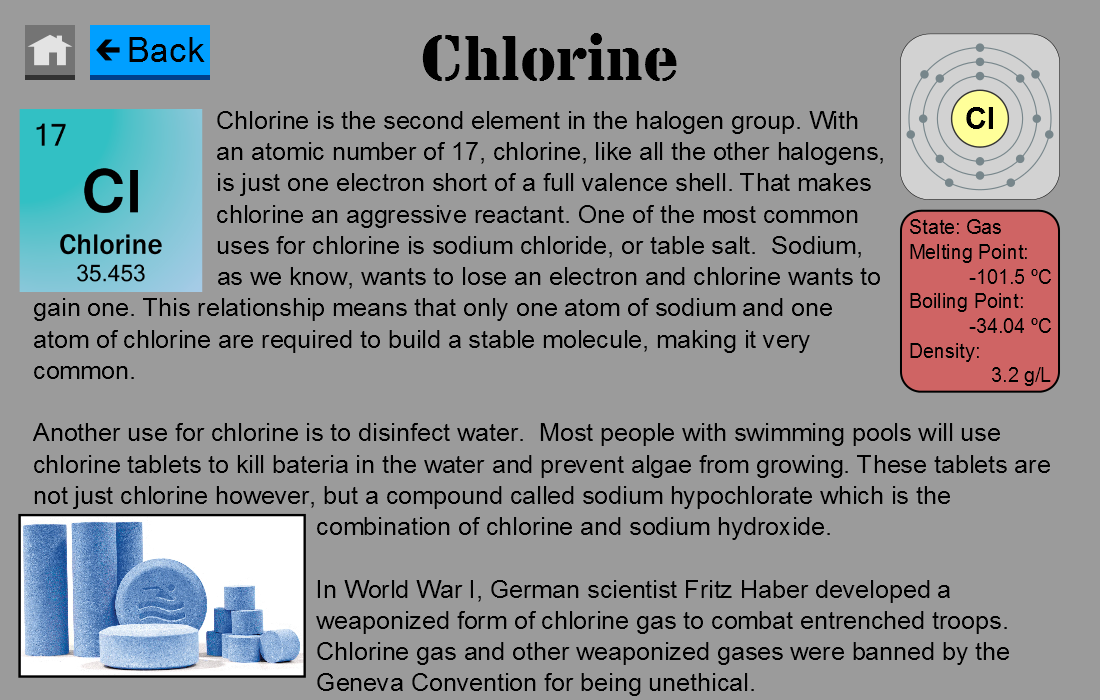 Back
Chlorine
Cl
17
Cl
Chlorine
35.453
Chlorine is the second element in the halogen group. With
an atomic number of 17, chlorine, like all the other halogens,
is just one electron short of a full valence shell. That makes
chlorine an aggressive reactant. One of the most common
uses for chlorine is sodium chloride, or table salt.  Sodium,
as we know, wants to lose an electron and chlorine wants to
gain one. This relationship means that only one atom of sodium and one
atom of chlorine are required to build a stable molecule, making it very
common.
State: Gas
Melting Point:
-101.5 ºC
Boiling Point:
-34.04 ºC
Density:
3.2 g/L
Another use for chlorine is to disinfect water.  Most people with swimming pools will use
chlorine tablets to kill bateria in the water and prevent algae from growing. These tablets are
not just chlorine however, but a compound called sodium hypochlorate which is the
combination of chlorine and sodium hydroxide.
In World War I, German scientist Fritz Haber developed a
weaponized form of chlorine gas to combat entrenched troops.
Chlorine gas and other weaponized gases were banned by the
Geneva Convention for being unethical.